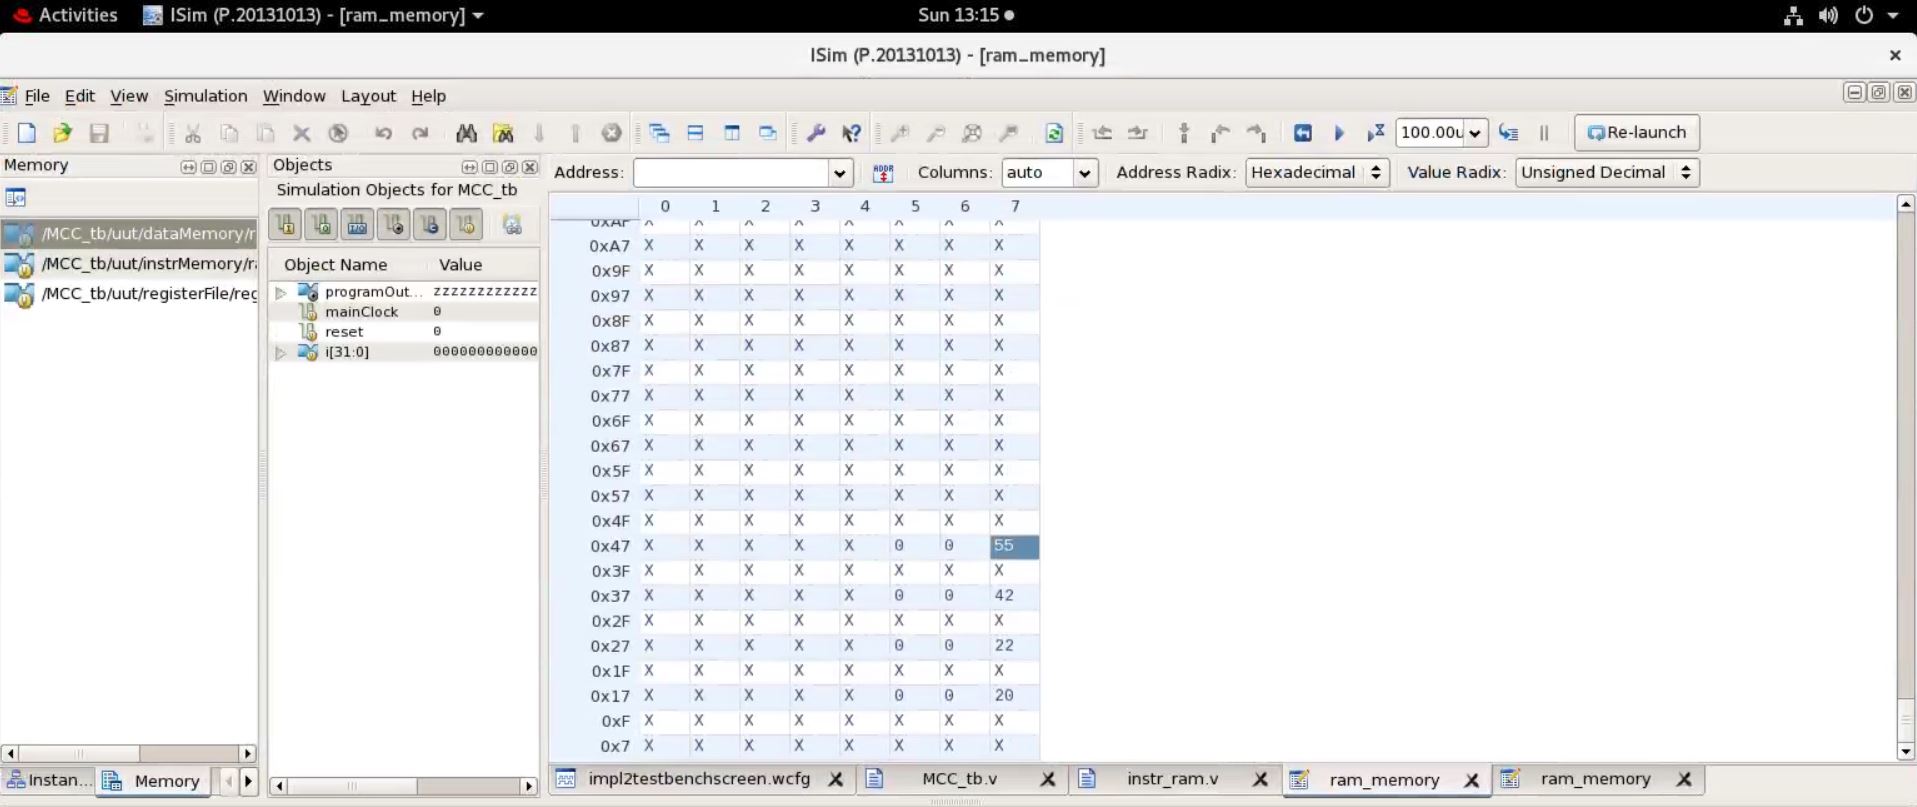 Activities ISim (P.20131013) - [ram_memory] Sun 13:15
ISim (P.20131013) - [ram_memory]
File Edit View Simulation Window Layout Help
100.00u Re-launch
Memory Objects Address: Columns: auto Address Radix: Hexadecimal Value Radix: Unsigned Decimal
Simulation Objects for MCC_tb
/MCC_tb/uut/dataMemory/r
/MCC_tb/uut/instrMemory/r
/MCC_tb/uut/registerFile/reg
Object Name Value
programOut... zzzzzzzzzzzz
mainClock 0
reset 0
i[31:0] 000000000000
0 1 2 3 4 5 6 7
0xAF X X X X X X X X
0xA7 X X X X X X X X
0x9F X X X X X X X X
0x97 X X X X X X X X
0x8F X X X X X X X X
0x87 X X X X X X X X
0x7F X X X X X X X X
0x77 X X X X X X X X
0x6F X X X X X X X X
0x67 X X X X X X X X
0x5F X X X X X X X X
0x57 X X X X X X X X
0x4F X X X X X X X X
0x47 X X X X X 0 0 55
0x3F X X X X X X X X
0x37 X X X X X 0 0 42
0x2F X X X X X X X X
0x27 X X X X X 0 0 22
0x1F X X X X X X X X
0x17 X X X X X 0 0 20
0xF X X X X X X X X
0x7 X X X X X X X X
Instan... Memory impl2testbenchscreen.wcfg MCC_tb.v instr_ram.v ram_memory ram_memory